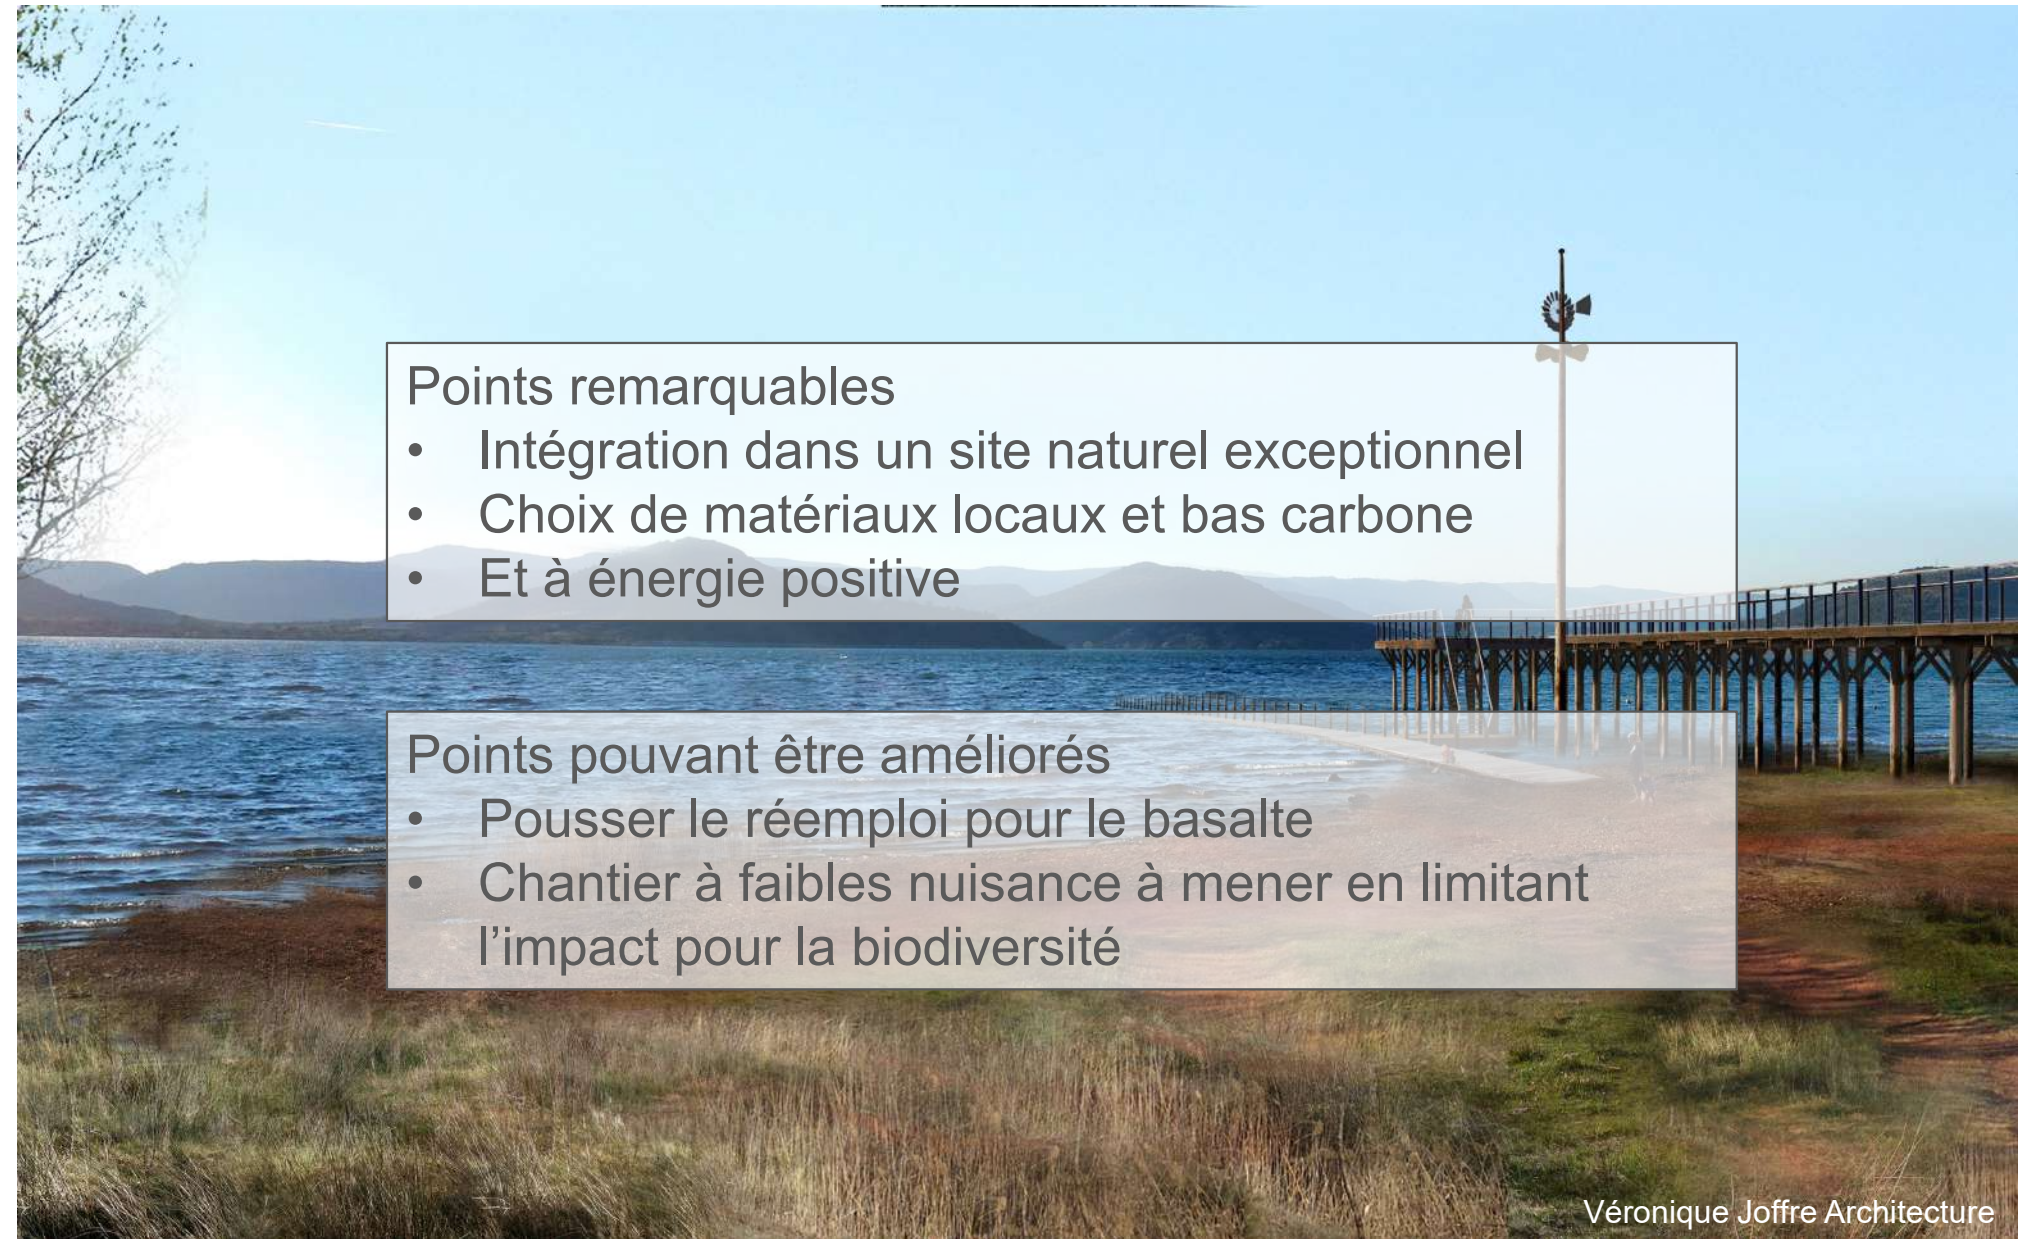 Points remarquables
• Intégration dans un site naturel exceptionnel
• Choix de matériaux locaux et bas carbone
• Et à énergie positive
Points pouvant être améliorés
• Pousser le réemploi pour le basalte
• Chantier à faibles nuisance à mener en limitant
l’impact pour la biodiversité
Véronique Joffre Architecture